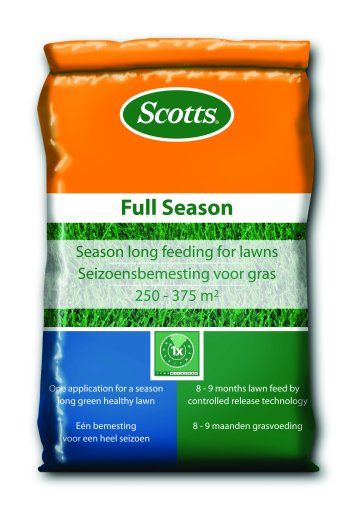 Scotts
Full Season
Season long feeding for lawns
Seizoensbemesting voor gras
250 - 375 m²
1x
One application for a season
long green healthy lawn
Eén bemesting
voor een heel seizoen
8 - 9 months lawn feed by
controlled release technology
8 - 9 maanden grasvoeding